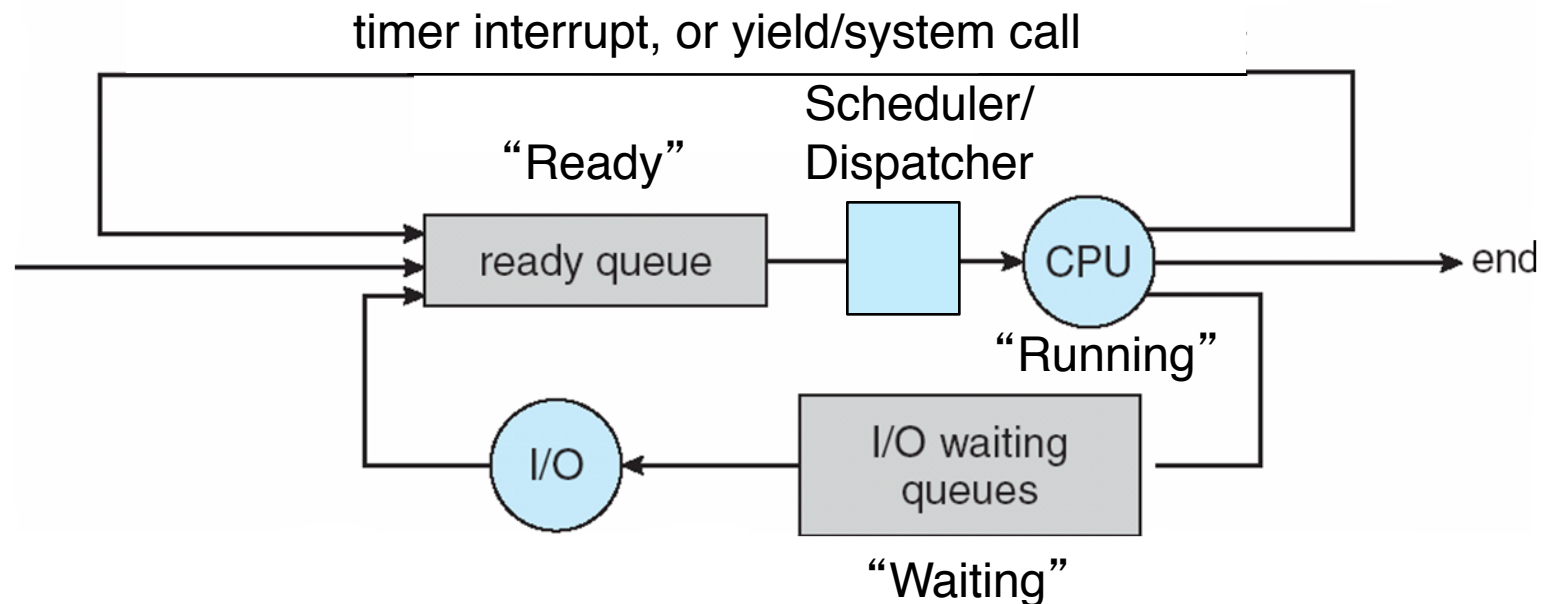 timer interrupt, or yield/system call
Scheduler/
Dispatcher
“Ready”
ready queue
CPU
end
“Running”
I/O
I/O waiting
queues
“Waiting”